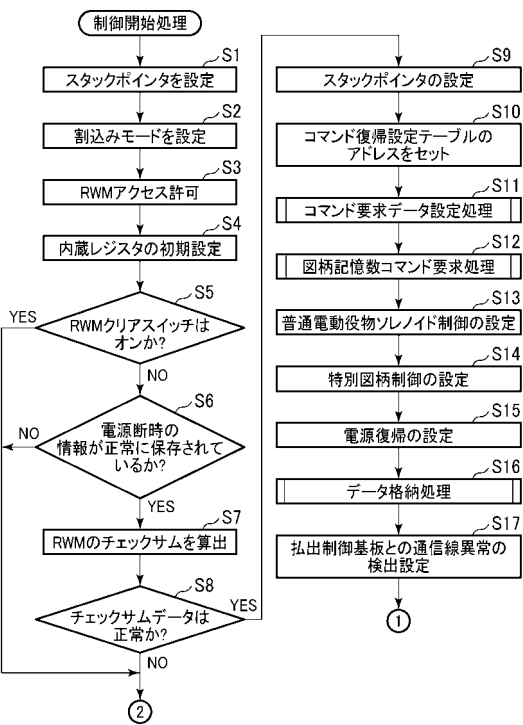 制御開始処理
S1
スタックポインタを設定
S2
割込みモードを設定
S3
RWMアクセス許可
S4
内蔵レジスタの初期設定
S5
YES
RWMクリアスイッチは
オンか?
NO
S6
NO
電源断時の
情報が正常に保存されて
いるか?
YES
S7
RWMのチェックサムを算出
S8
YES
チェックサムデータは
正常か?
NO
②
S9
スタックポインタの設定
S10
コマンド復帰設定テーブルの
アドレスをセット
S11
コマンド要求データ設定処理
S12
図柄記憶数コマンド要求処理
S13
普通電動役物ソレノイド制御の設定
S14
特別図柄制御の設定
S15
電源復帰の設定
S16
データ格納処理
S17
払出制御基板との通信線異常の
検出設定
①